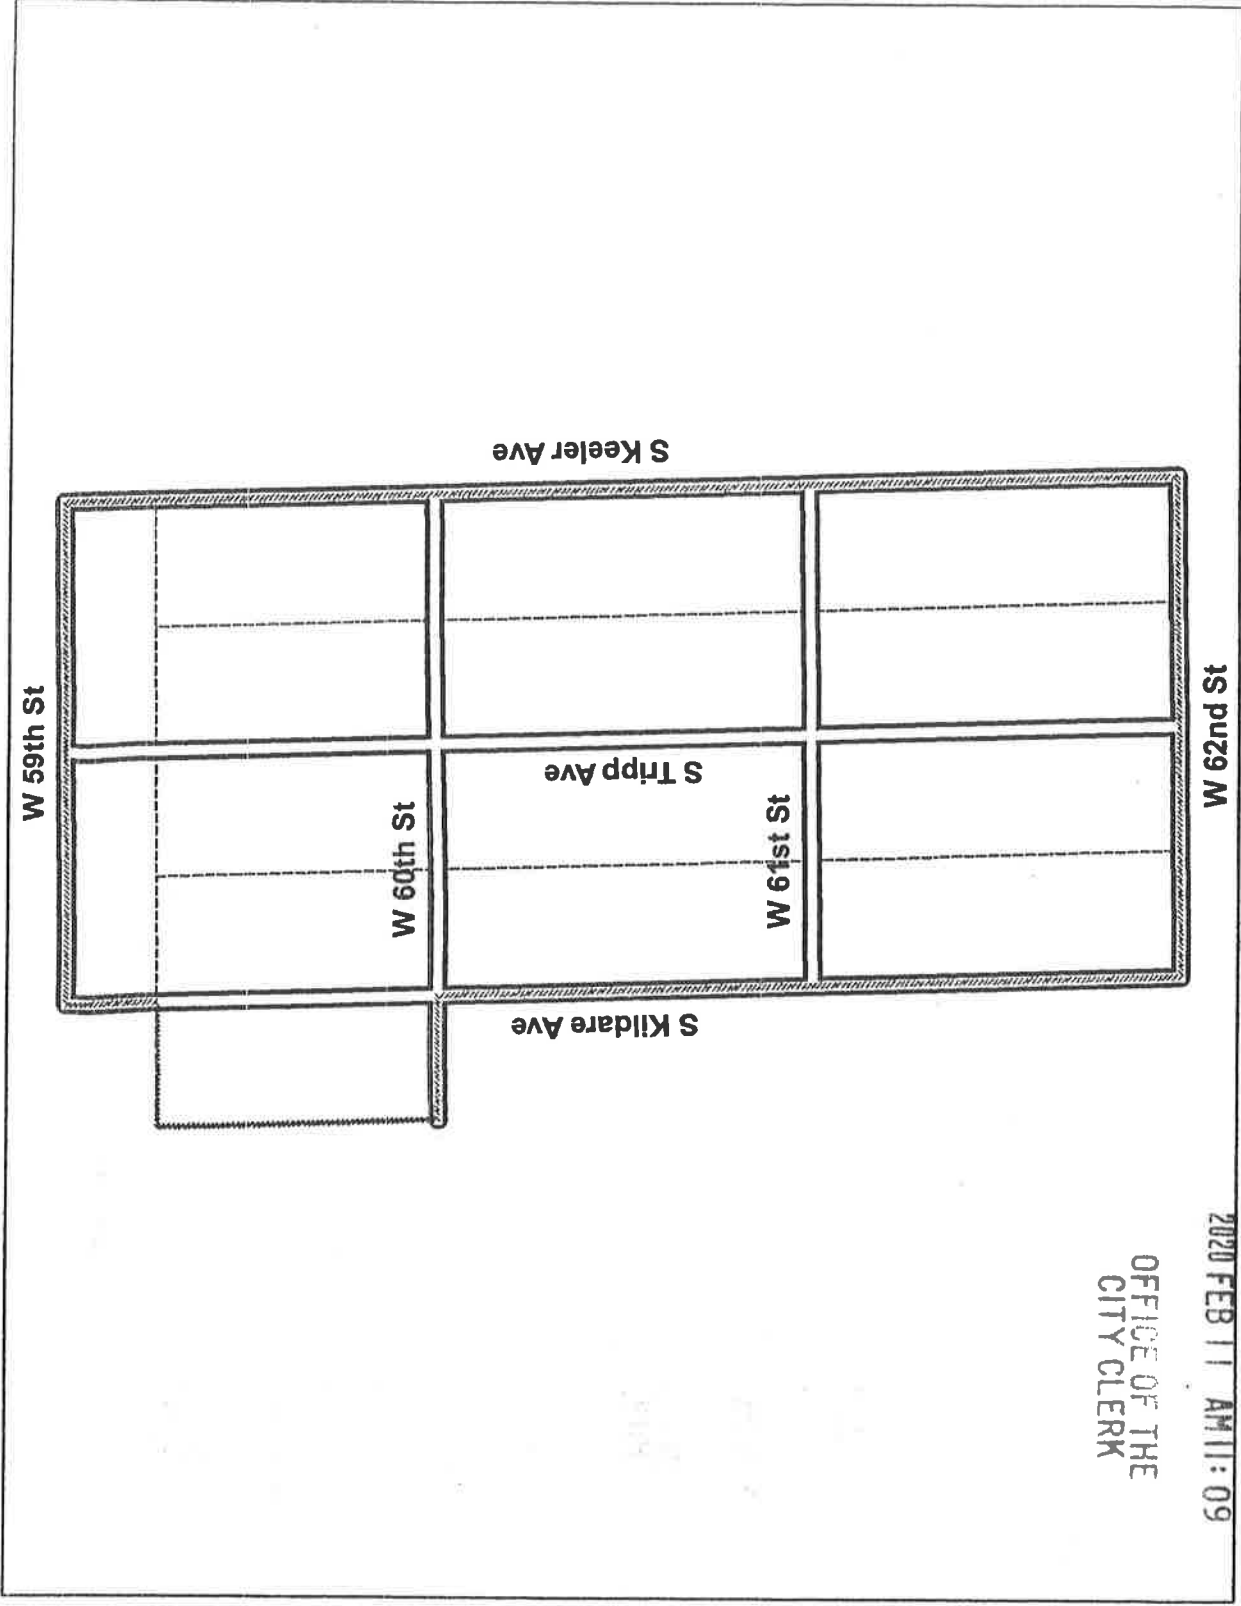 W 59th St
S Keeler Ave
S Tripp Ave
W 60th St
W 61st St
W 62nd St
S Kildare Ave
2020 FEB 11 AM 11:09
OFFICE OF THE
CITY CLERK